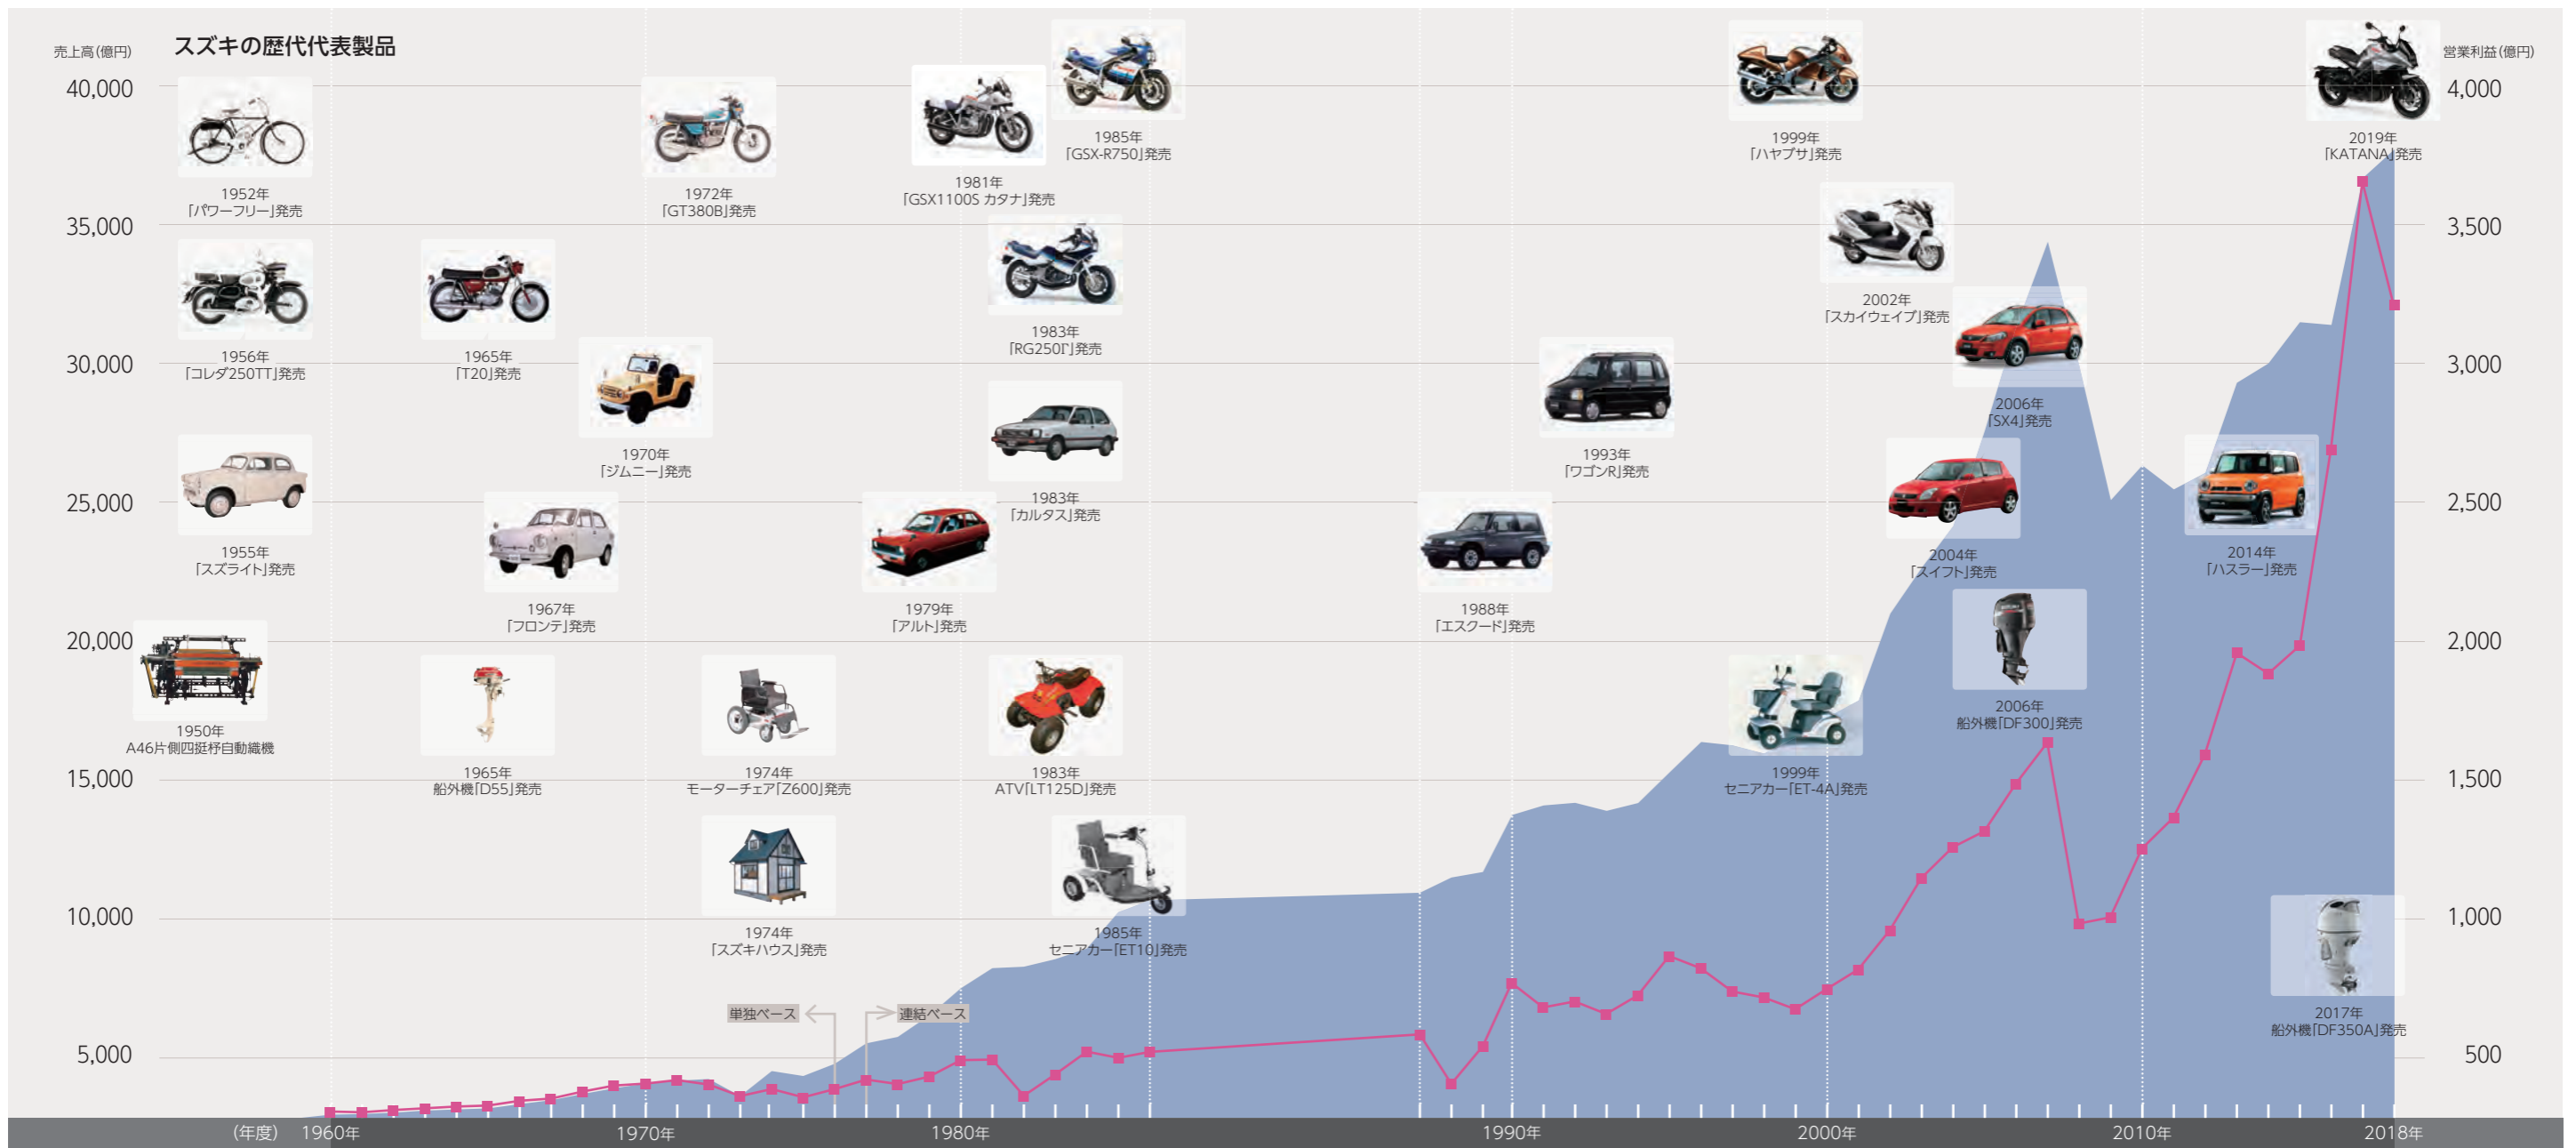 スズキの歴代代表製品
売上高(億円)
営業利益(億円)
40,000
35,000
30,000
25,000
20,000
15,000
10,000
5,000
4,000
3,500
3,000
2,500
2,000
1,500
1,000
500
1952年
「パワーフリー」発売
1956年
「コレダ250TT」発売
1955年
「スズライト」発売
1950年
A46片側四挺杼自動織機
1965年
「T20」発売
1967年
「フロンテ」発売
1965年
船外機「D55」発売
1972年
「GT380B」発売
1970年
「ジムニー」発売
1974年
モーターチェア「Z600」発売
1974年
「スズキハウス」発売
1981年
「GSX1100S カタナ」発売
1985年
「GSX-R750」発売
1983年
「RG250Γ」発売
1983年
「カルタス」発売
1979年
「アルト」発売
1983年
ATV「LT125D」発売
1985年
セニアカー「ET10」発売
1988年
「エスクード」発売
1993年
「ワゴンR」発売
1999年
「ハヤブサ」発売
2002年
「スカイウェイブ」発売
2006年
「SX4」発売
2004年
「スイフト」発売
2006年
船外機「DF300」発売
1999年
セニアカー「ET-4A」発売
2019年
「KATANA」発売
2014年
「ハスラー」発売
2017年
船外機「DF350A」発売
単独ベース
連結ベース
(年度)
1960年
1970年
1980年
1990年
2000年
2010年
2018年